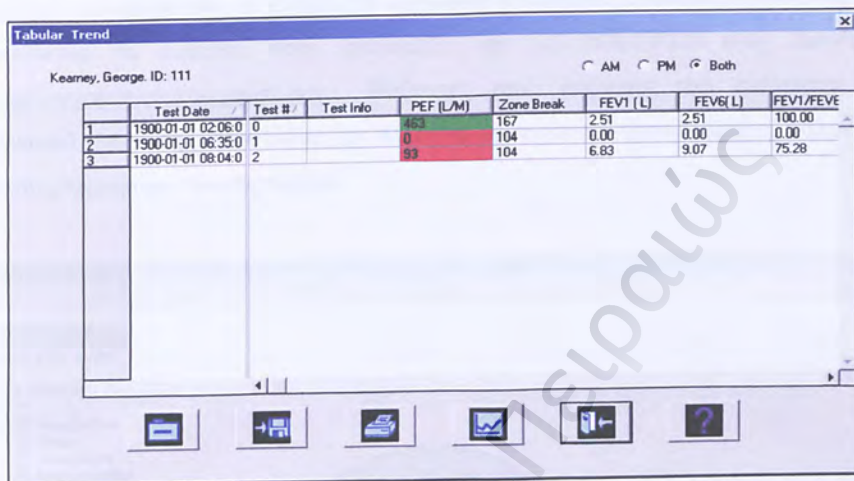 Tabular Trend
Kearney, George. ID: 111
AM PM Both
Test Date Test # Test Info PEF (L/M) Zone Break FEV1 (L) FEV6( L) FEV1/FEVE
1 1900-01-01 02:06:0 0 463 167 2.51 2.51 100.00
2 1900-01-01 06:35:0 1 0 104 0.00 0.00 0.00
3 1900-01-01 08:04:0 2 93 104 6.83 9.07 75.28
?
Πειραιώς